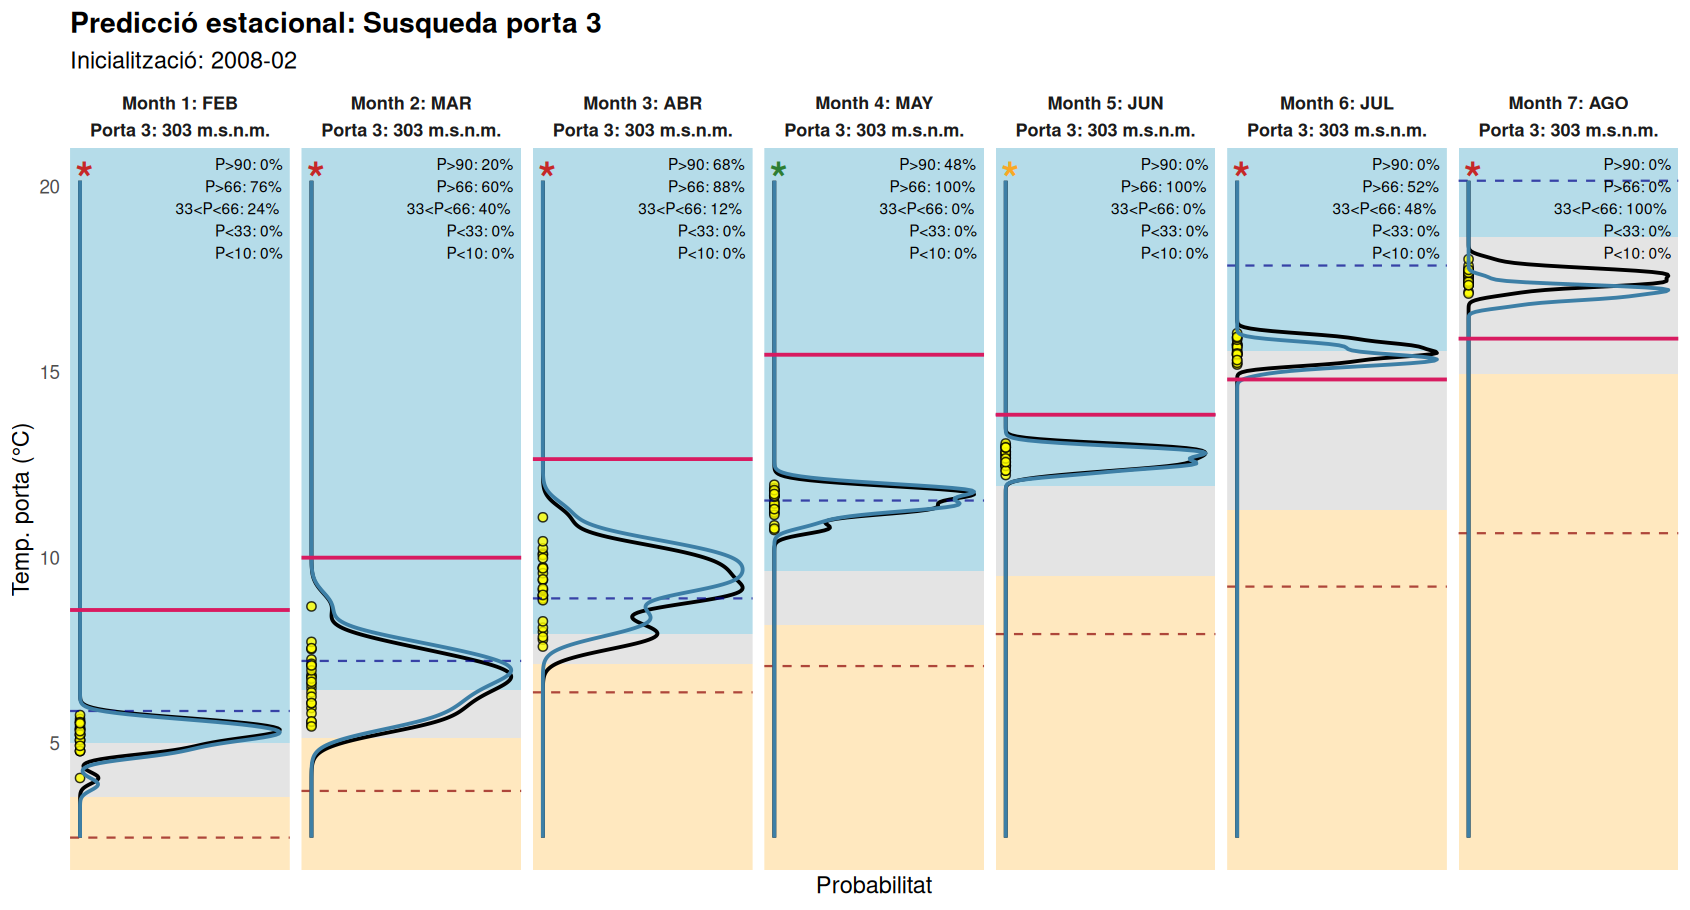 Predicció estacional: Susqueda porta 3
Inicialització: 2008-02
Month 1: FEB
Porta 3: 303 m.s.n.m.
Month 2: MAR
Porta 3: 303 m.s.n.m.
Month 3: ABR
Porta 3: 303 m.s.n.m.
Month 4: MAY
Porta 3: 303 m.s.n.m.
Month 5: JUN
Porta 3: 303 m.s.n.m.
Month 6: JUL
Porta 3: 303 m.s.n.m.
Month 7: AGO
Porta 3: 303 m.s.n.m.
*
P>90: 0%
P>66: 76%
33<P<66: 24%
P<33: 0%
P<10: 0%
*
P>90: 20%
P>66: 60%
33<P<66: 40%
P<33: 0%
P<10: 0%
*
P>90: 68%
P>66: 88%
33<P<66: 12%
P<33: 0%
P<10: 0%
*
P>90: 48%
P>66: 100%
33<P<66: 0%
P<33: 0%
P<10: 0%
*
P>90: 0%
P>66: 100%
33<P<66: 0%
P<33: 0%
P<10: 0%
*
P>90: 0%
P>66: 52%
33<P<66: 48%
P<33: 0%
P<10: 0%
*
P>90: 0%
P>66: 0%
33<P<66: 100%
P<33: 0%
P<10: 0%
20
15
10
5
Temp. porta (°C)
Probabilitat